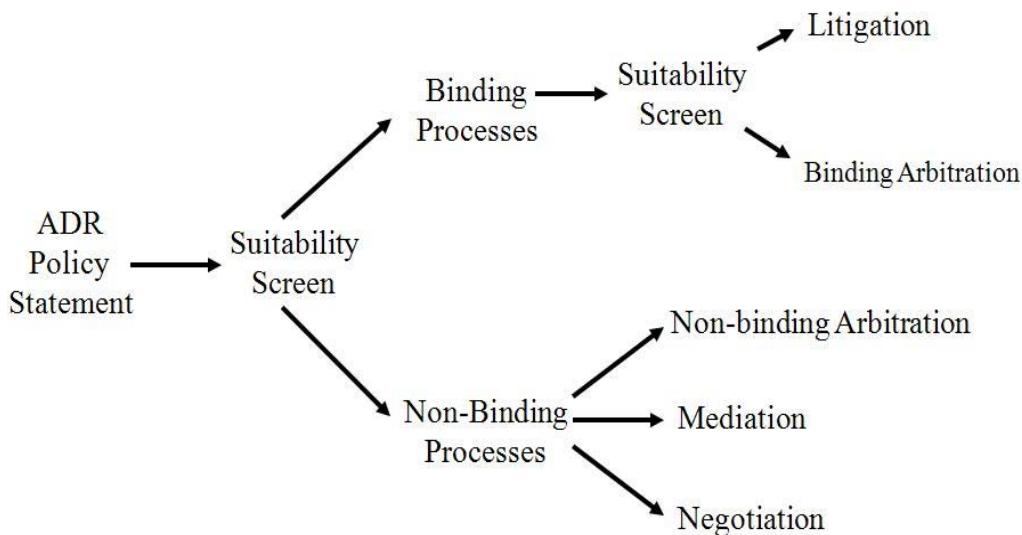 ADR
Policy
Statement
Suitability
Screen
Binding
Processes
Suitability
Screen
Litigation
Binding Arbitration
Non-Binding
Processes
Non-binding Arbitration
Mediation
Negotiation